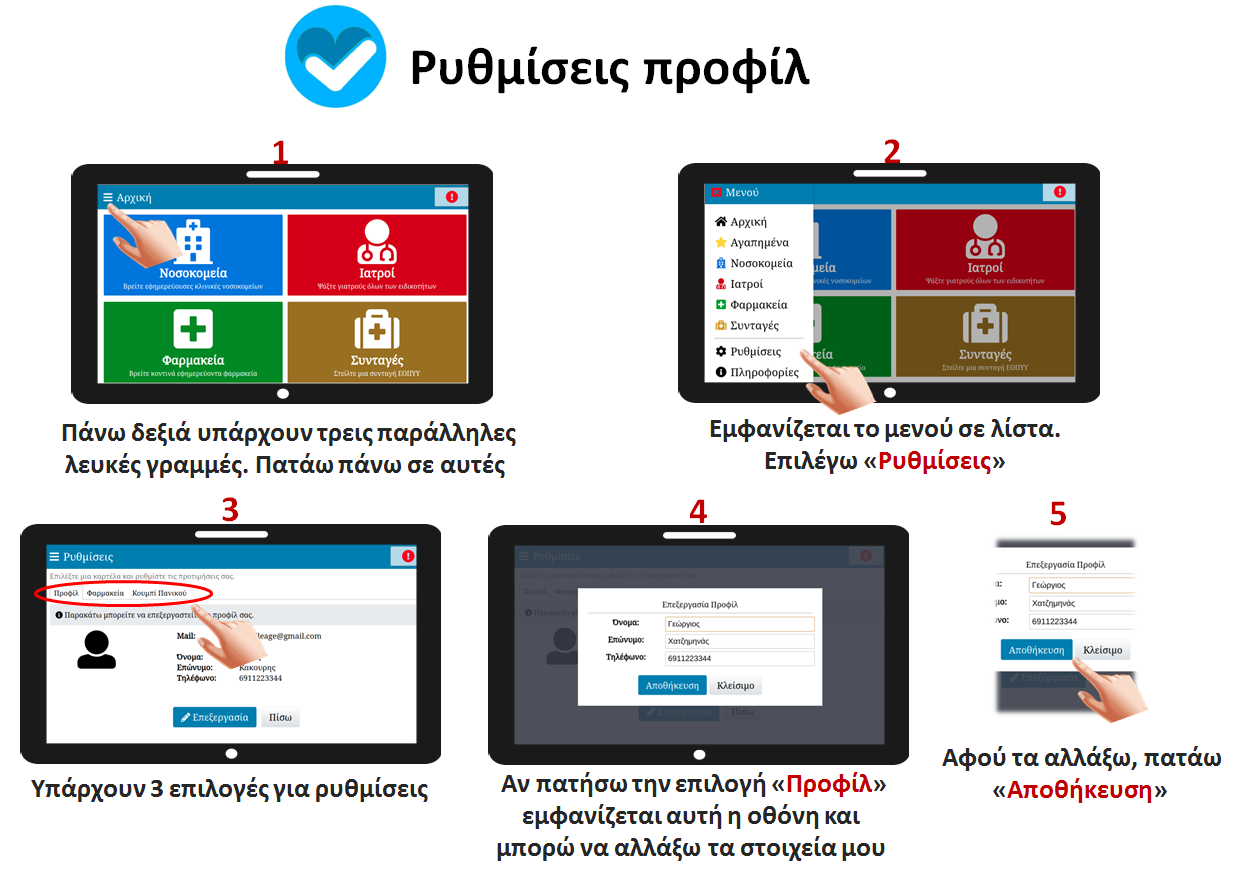 Ρυθμίσεις προφίλ
1
Αρχική
Νοσοκομεία
Βρείτε εφημερεύουσες κλινικές νοσοκομείων
Ιατροί
Ψάξτε γιατρούς όλων των ειδικοτήτων
Φαρμακεία
Βρείτε κοντινά εφημερεύοντα φαρμακεία
Συνταγές
Στείλτε μια συνταγή ΕΟΠΥΥ
Πάνω δεξιά υπάρχουν τρεις παράλληλες
λευκές γραμμές. Πατάω πάνω σε αυτές
2
Μενού
Αρχική
Αγαπημένα
Νοσοκομεία
Ιατροί
Φαρμακεία
Συνταγές
Ρυθμίσεις
Πληροφορίες
Ιατροί
Ψάξτε γιατρούς όλων των ειδικοτήτων
Συνταγές
Στείλτε μια συνταγή ΕΟΠΥΥ
Εμφανίζεται το μενού σε λίστα.
Επιλέγω «Ρυθμίσεις»
3
Ρυθμίσεις
Επιλέξτε μια καρτέλα και ρυθμίστε τις προτιμήσεις σας.
Προφίλ Φαρμακεία Κουμπί Πανικού
Παρακάτω μπορείτε να επεξεργαστείτε το προφίλ σας.
Mail: leage@gmail.com
Όνομα:
Επώνυμο: Κακουρης
Τηλέφωνο: 6911223344
Επεξεργασία Πίσω
Υπάρχουν 3 επιλογές για ρυθμίσεις
4
Ρυθμίσεις
Επεξεργασία Προφίλ
Όνομα: Γεώργιος
Επώνυμο: Χατζημηνάς
Τηλέφωνο: 6911223344
Αποθήκευση Κλείσιμο
Επεξεργασία Πίσω
Αν πατήσω την επιλογή «Προφίλ»
εμφανίζεται αυτή η οθόνη και
μπορώ να αλλάξω τα στοιχεία μου
5
Επεξεργασία Προφίλ
α: Γεώργιος
μο: Χατζημηνάς
νο: 6911223344
Αποθήκευση Κλείσιμο
Επεξεργασία
Αφού τα αλλάξω, πατάω
«Αποθήκευση»